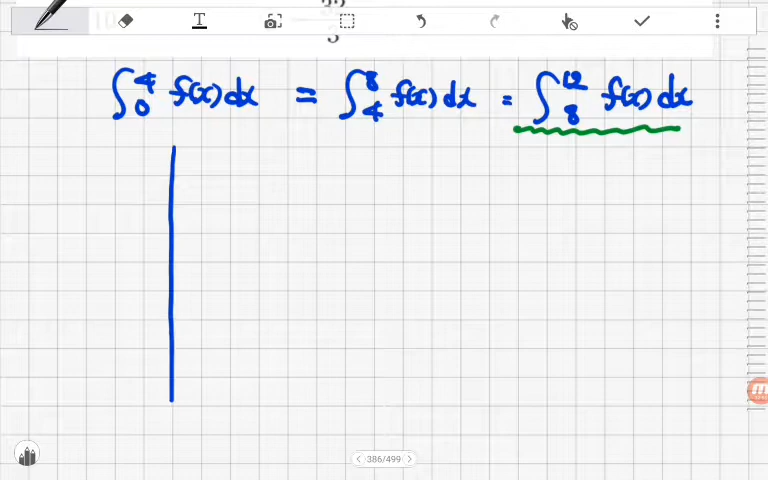 ∫₀⁴ f(x)dx = ∫₄⁸ f(x)dx = ∫₈¹² f(x)dx
T
386/499